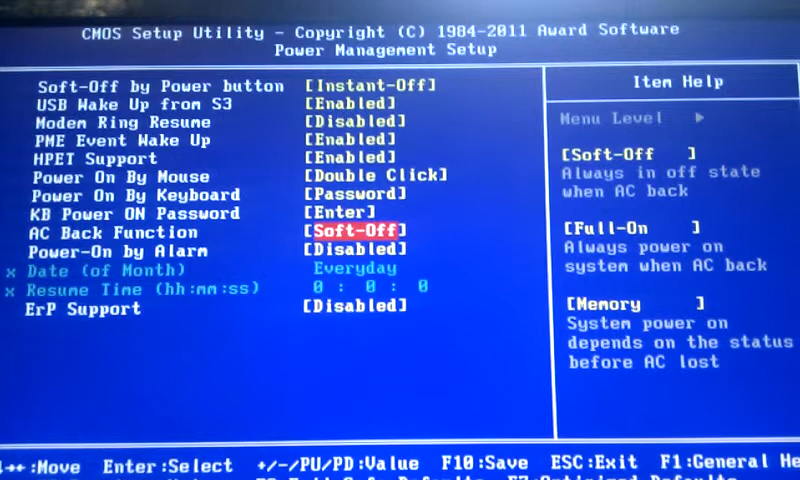 CMOS Setup Utility - Copyright (C) 1984-2011 Award Software
Power Management Setup
Soft-Off by Power button [Instant-Off]
USB Wake Up from S3 [Enabled]
Modem Ring Resume [Disabled]
PME Event Wake Up [Enabled]
HPET Support [Enabled]
Power On By Mouse [Double Click]
Power On By Keyboard [Password]
KB Power ON Password [Enter]
AC Back Function [Soft-Off]
Power-On by Alarm [Disabled]
x Date (of Month) Everyday
x Resume Time (hh:mm:ss) 0 : 0 : 0
ErP Support [Disabled]
Item Help
Menu Level ▶
[Soft-Off ]
Always in off state
when AC back
[Full-On ]
Always power on
system when AC back
[Memory ]
System power on
depends on the status
before AC lost
:Move Enter:Select +/-/PU/PD:Value F10:Save ESC:Exit F1:General He